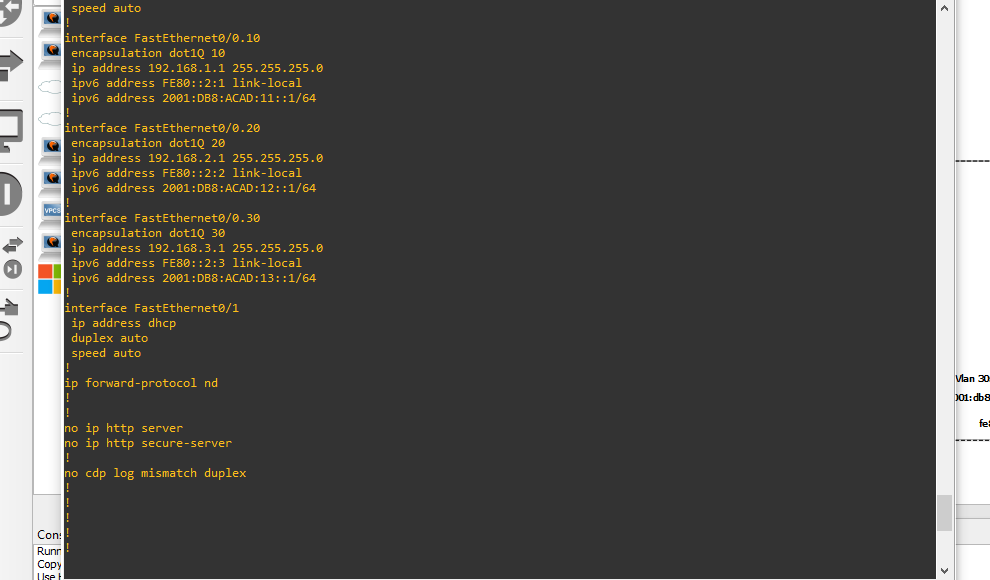 speed auto
!
interface FastEthernet0/0.10
encapsulation dot1Q 10
ip address 192.168.1.1 255.255.255.0
ipv6 address FE80::2:1 link-local
ipv6 address 2001:DB8:ACAD:11::1/64
!
interface FastEthernet0/0.20
encapsulation dot1Q 20
ip address 192.168.2.1 255.255.255.0
ipv6 address FE80::2:2 link-local
ipv6 address 2001:DB8:ACAD:12::1/64
!
interface FastEthernet0/0.30
encapsulation dot1Q 30
ip address 192.168.3.1 255.255.255.0
ipv6 address FE80::2:3 link-local
ipv6 address 2001:DB8:ACAD:13::1/64
!
interface FastEthernet0/1
ip address dhcp
duplex auto
speed auto
!
ip forward-protocol nd
!
!
no ip http server
no ip http secure-server
!
no cdp log mismatch duplex
!
!
!
!
!
VPCS
Cons
Runn
Copy
Use
Vlan 30
001:db8
fe8